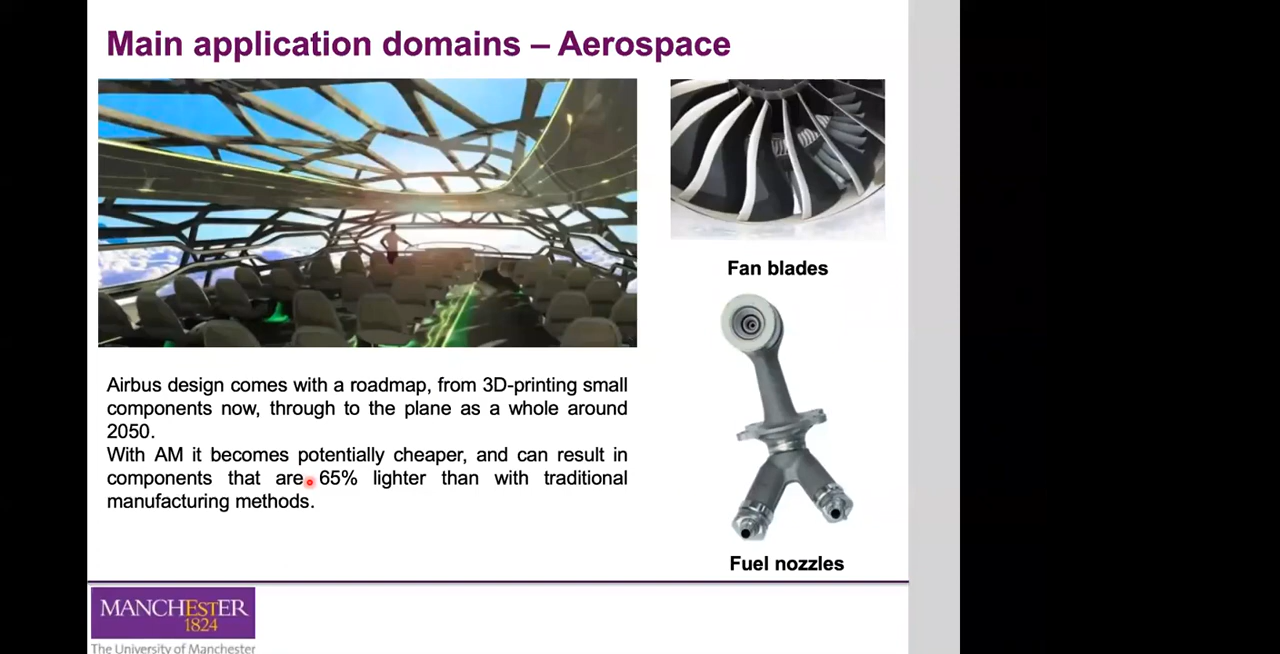 Main application domains – Aerospace
Fan blades
Airbus design comes with a roadmap, from 3D-printing small
components now, through to the plane as a whole around
2050.
With AM it becomes potentially cheaper, and can result in
components that are 65% lighter than with traditional
manufacturing methods.
Fuel nozzles
MANCHESTER
1824
The University of Manchester